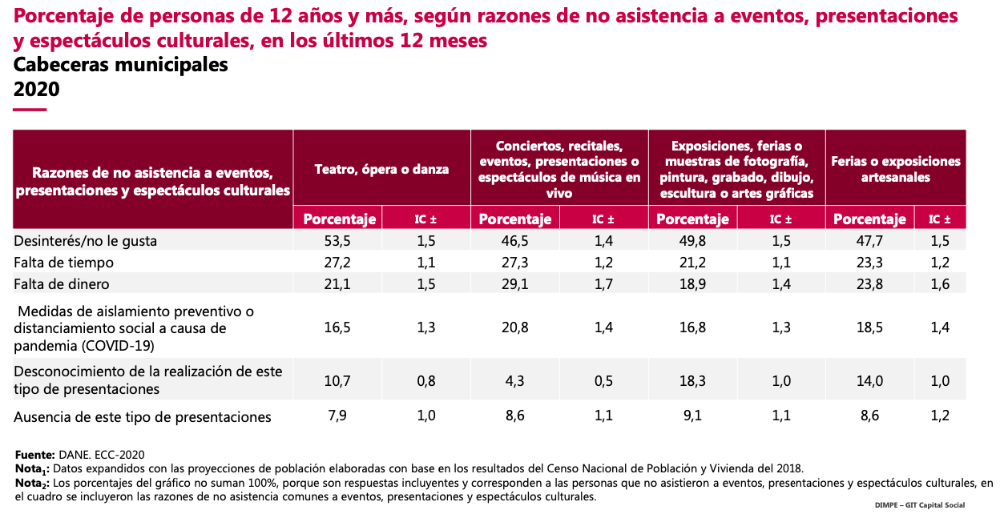 Porcentaje de personas de 12 años y más, según razones de no asistencia a eventos, presentaciones
y espectáculos culturales, en los últimos 12 meses
Cabeceras municipales
2020
Razones de no asistencia a eventos,
presentaciones y espectáculos culturales
Teatro, ópera o danza
Conciertos, recitales,
eventos, presentaciones o
espectáculos de música en
vivo
Exposiciones, ferias o
muestras de fotografía,
pintura, grabado, dibujo,
escultura o artes gráficas
Ferias o exposiciones
artesanales
Porcentaje IC ± Porcentaje IC ± Porcentaje IC ± Porcentaje IC ±
Desinterés/no le gusta 53,5 1,5 46,5 1,4 49,8 1,5 47,7 1,5
Falta de tiempo 27,2 1,1 27,3 1,2 21,2 1,1 23,3 1,2
Falta de dinero 21,1 1,5 29,1 1,7 18,9 1,4 23,8 1,6
Medidas de aislamiento preventivo o
distanciamiento social a causa de
pandemia (COVID-19)
16,5 1,3 20,8 1,4 16,8 1,3 18,5 1,4
Desconocimiento de la realización de este
tipo de presentaciones
10,7 0,8 4,3 0,5 18,3 1,0 14,0 1,0
Ausencia de este tipo de presentaciones 7,9 1,0 8,6 1,1 9,1 1,1 8,6 1,2
Fuente: DANE. ECC-2020
Nota1: Datos expandidos con las proyecciones de población elaboradas con base en los resultados del Censo Nacional de Población y Vivienda del 2018.
Nota2: Los porcentajes del gráfico no suman 100%, porque son respuestas incluyentes y corresponden a las personas que no asistieron a eventos, presentaciones y espectáculos culturales, en
el cuadro se incluyeron las razones de no asistencia comunes a eventos, presentaciones y espectáculos culturales.
DIMPE – GIT Capital Social